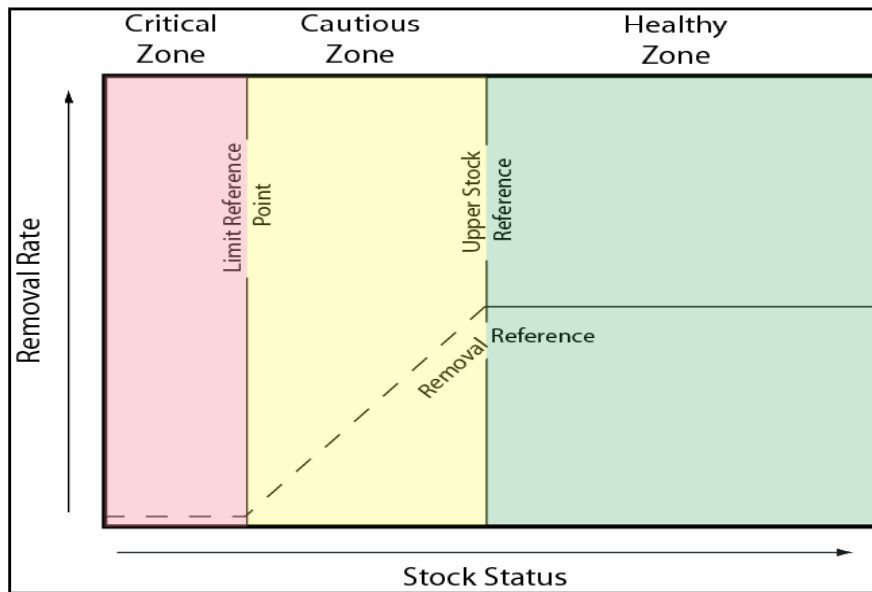 Critical
Zone
Cautious
Zone
Healthy
Zone
Removal Rate
Limit Reference
Point
Upper Stock
Reference
Removal
Reference
Stock Status